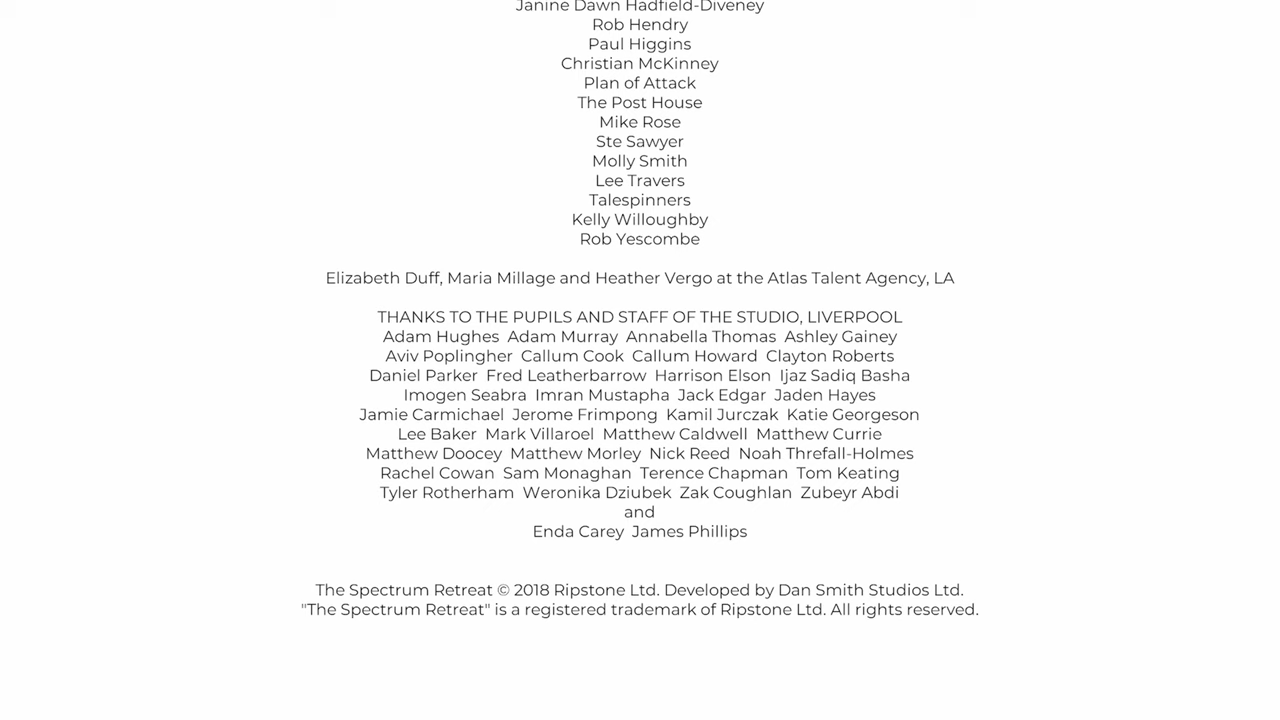 Janine Dawn Hadfield-Diveney
Rob Hendry
Paul Higgins
Christian McKinney
Plan of Attack
The Post House
Mike Rose
Ste Sawyer
Molly Smith
Lee Travers
Talespinners
Kelly Willoughby
Rob Yescombe
Elizabeth Duff, Maria Millage and Heather Vergo at the Atlas Talent Agency, LA
THANKS TO THE PUPILS AND STAFF OF THE STUDIO, LIVERPOOL
Adam Hughes  Adam Murray  Annabella Thomas  Ashley Gainey
Aviv Poplingher  Callum Cook  Callum Howard  Clayton Roberts
Daniel Parker  Fred Leatherbarrow  Harrison Elson  Ijaz Sadiq Basha
Imogen Seabra  Imran Mustapha  Jack Edgar  Jaden Hayes
Jamie Carmichael  Jerome Frimpong  Kamil Jurczak  Katie Georgeson
Lee Baker  Mark Villaroel  Matthew Caldwell  Matthew Currie
Matthew Doocey  Matthew Morley  Nick Reed  Noah Threfall-Holmes
Rachel Cowan  Sam Monaghan  Terence Chapman  Tom Keating
Tyler Rotherham  Weronika Dziubek  Zak Coughlan  Zubeyr Abdi
and
Enda Carey  James Phillips
The Spectrum Retreat © 2018 Ripstone Ltd. Developed by Dan Smith Studios Ltd.
"The Spectrum Retreat" is a registered trademark of Ripstone Ltd. All rights reserved.